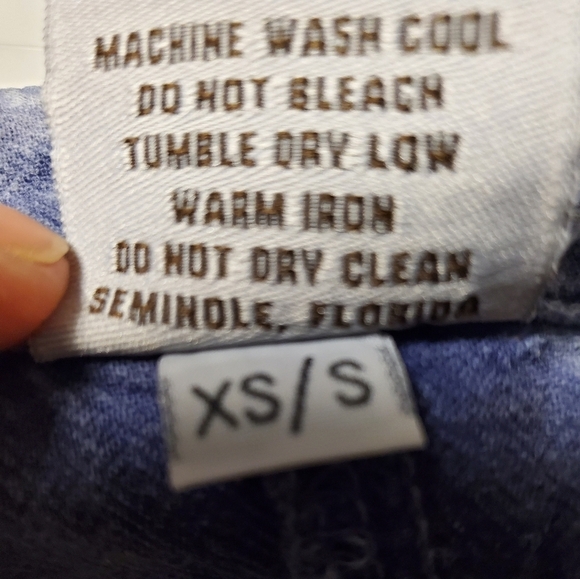 MACHINE WASH COOL
DO NOT BLEACH
TUMBLE DRY LOW
WARM IRON
DO NOT DRY CLEAN
SEMINOLE, FLORIDA
XS/S